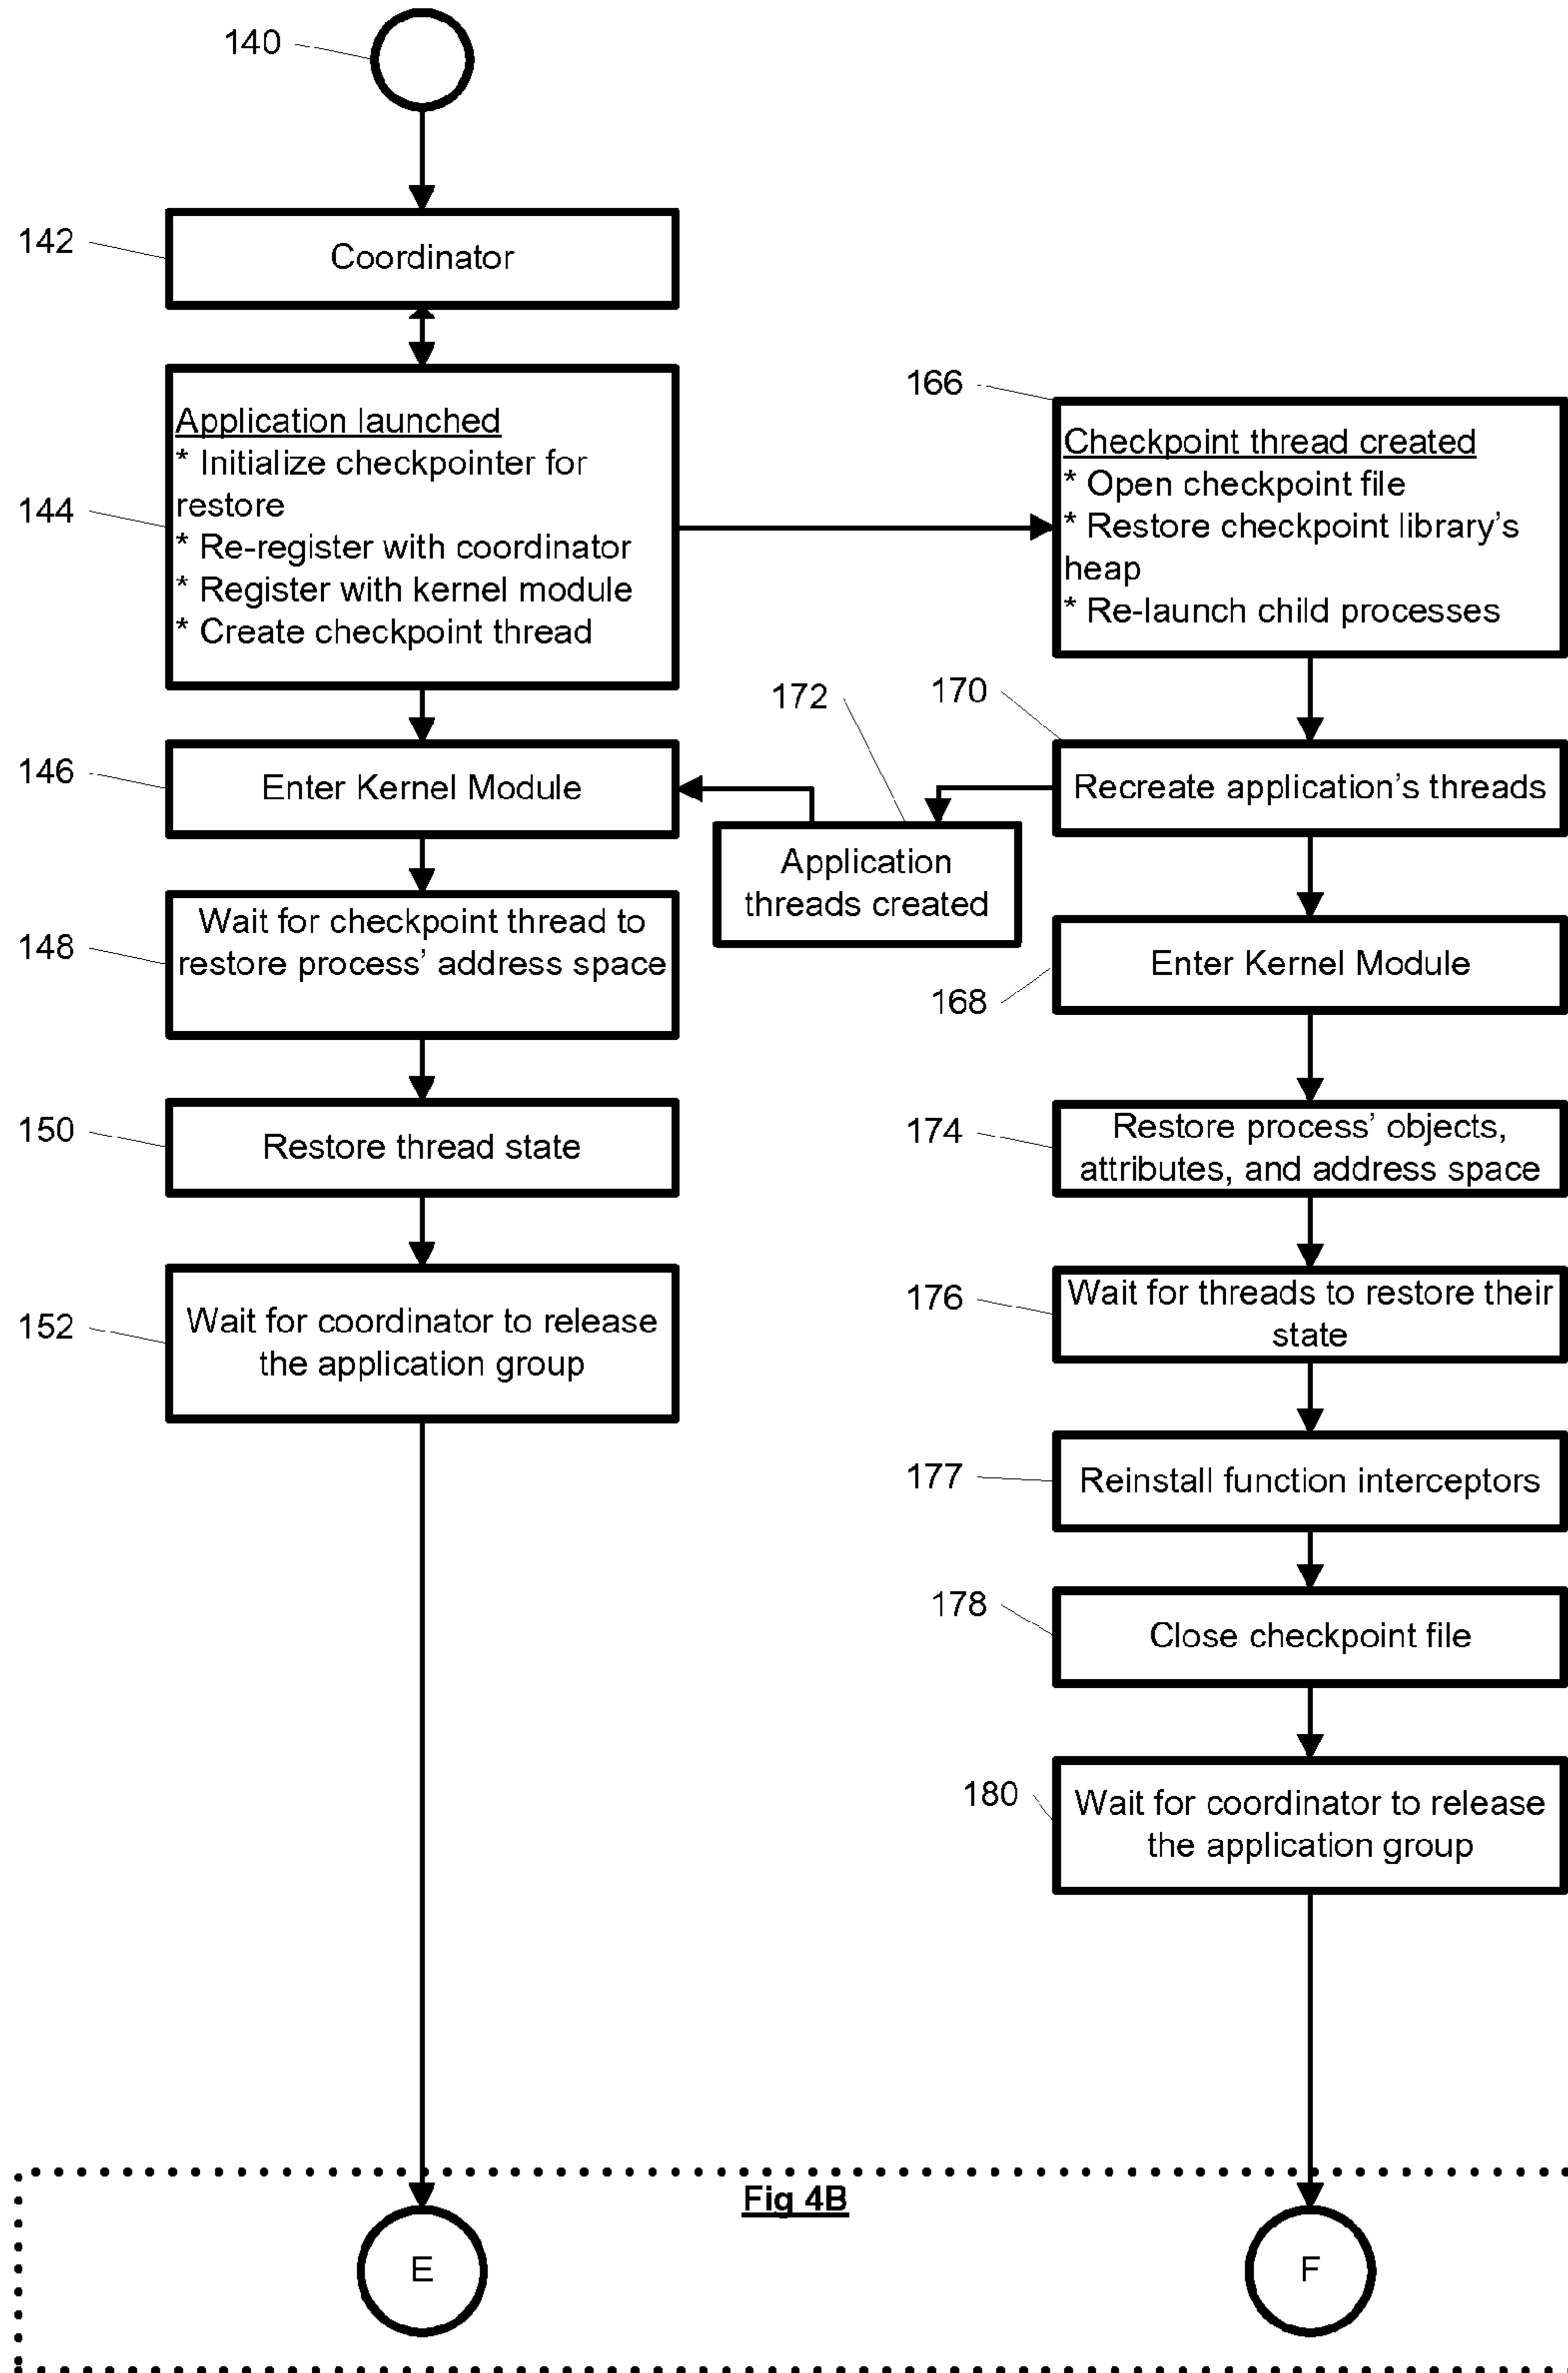 140
142
Coordinator
144
Application launched
* Initialize checkpointer for
restore
* Re-register with coordinator
* Register with kernel module
* Create checkpoint thread
166
Checkpoint thread created
* Open checkpoint file
* Restore checkpoint library's
heap
* Re-launch child processes
146
Enter Kernel Module
172
Application
threads created
170
Recreate application's threads
148
Wait for checkpoint thread to
restore process' address space
168
Enter Kernel Module
150
Restore thread state
174
Restore process' objects,
attributes, and address space
152
Wait for coordinator to release
the application group
176
Wait for threads to restore their
state
177
Reinstall function interceptors
178
Close checkpoint file
180
Wait for coordinator to release
the application group
Fig 4B
E
F